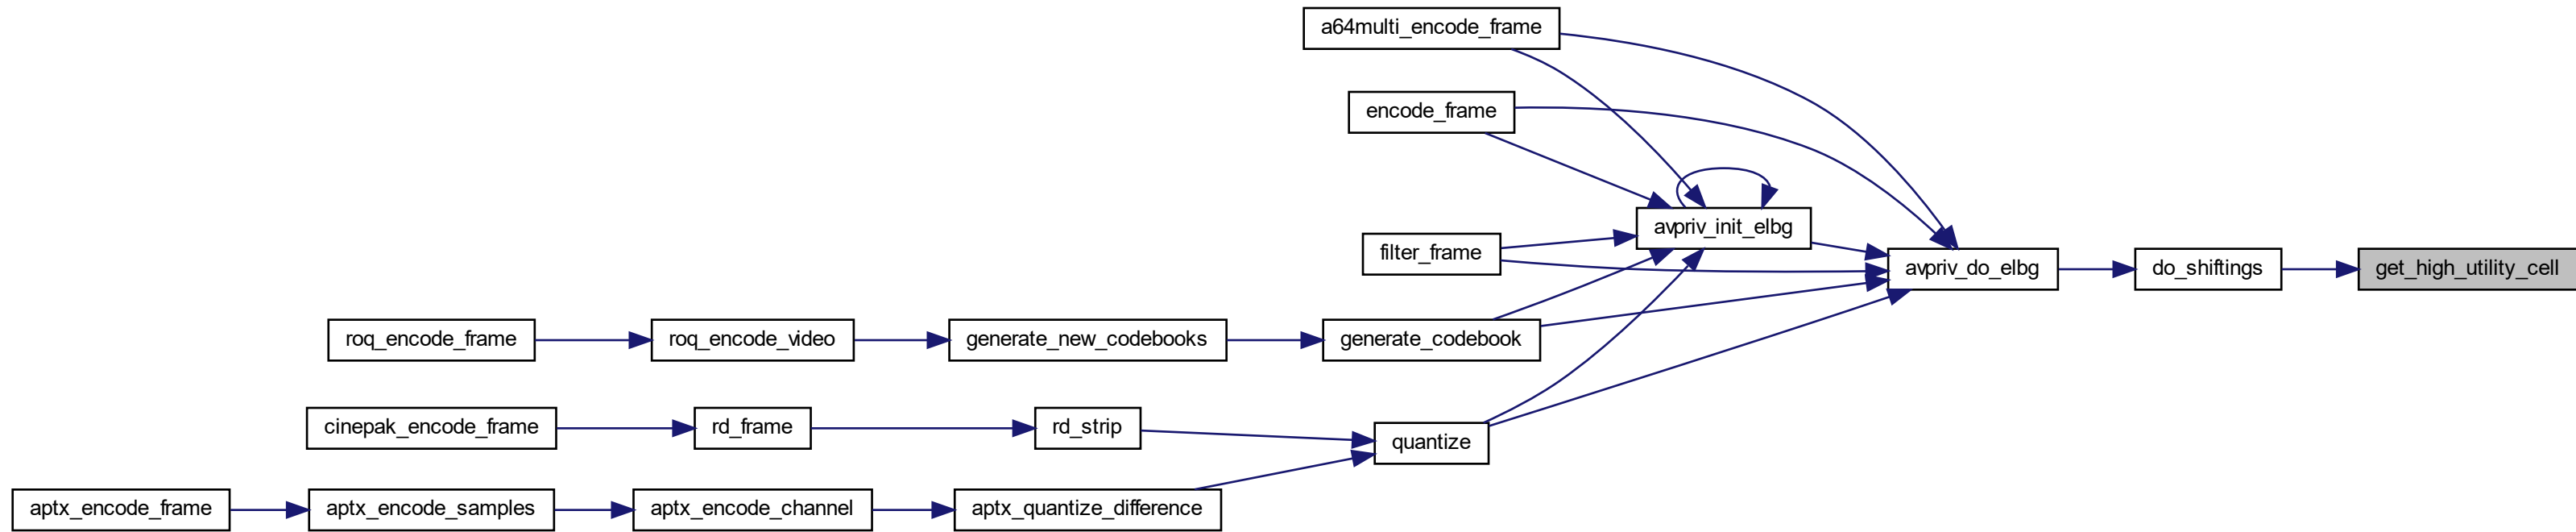 a64multi_encode_frame
encode_frame
avpriv_init_elbg
filter_frame
avpriv_do_elbg
do_shiftings
get_high_utility_cell
roq_encode_frame
roq_encode_video
generate_new_codebooks
generate_codebook
cinepak_encode_frame
rd_frame
rd_strip
quantize
aptx_encode_frame
aptx_encode_samples
aptx_encode_channel
aptx_quantize_difference